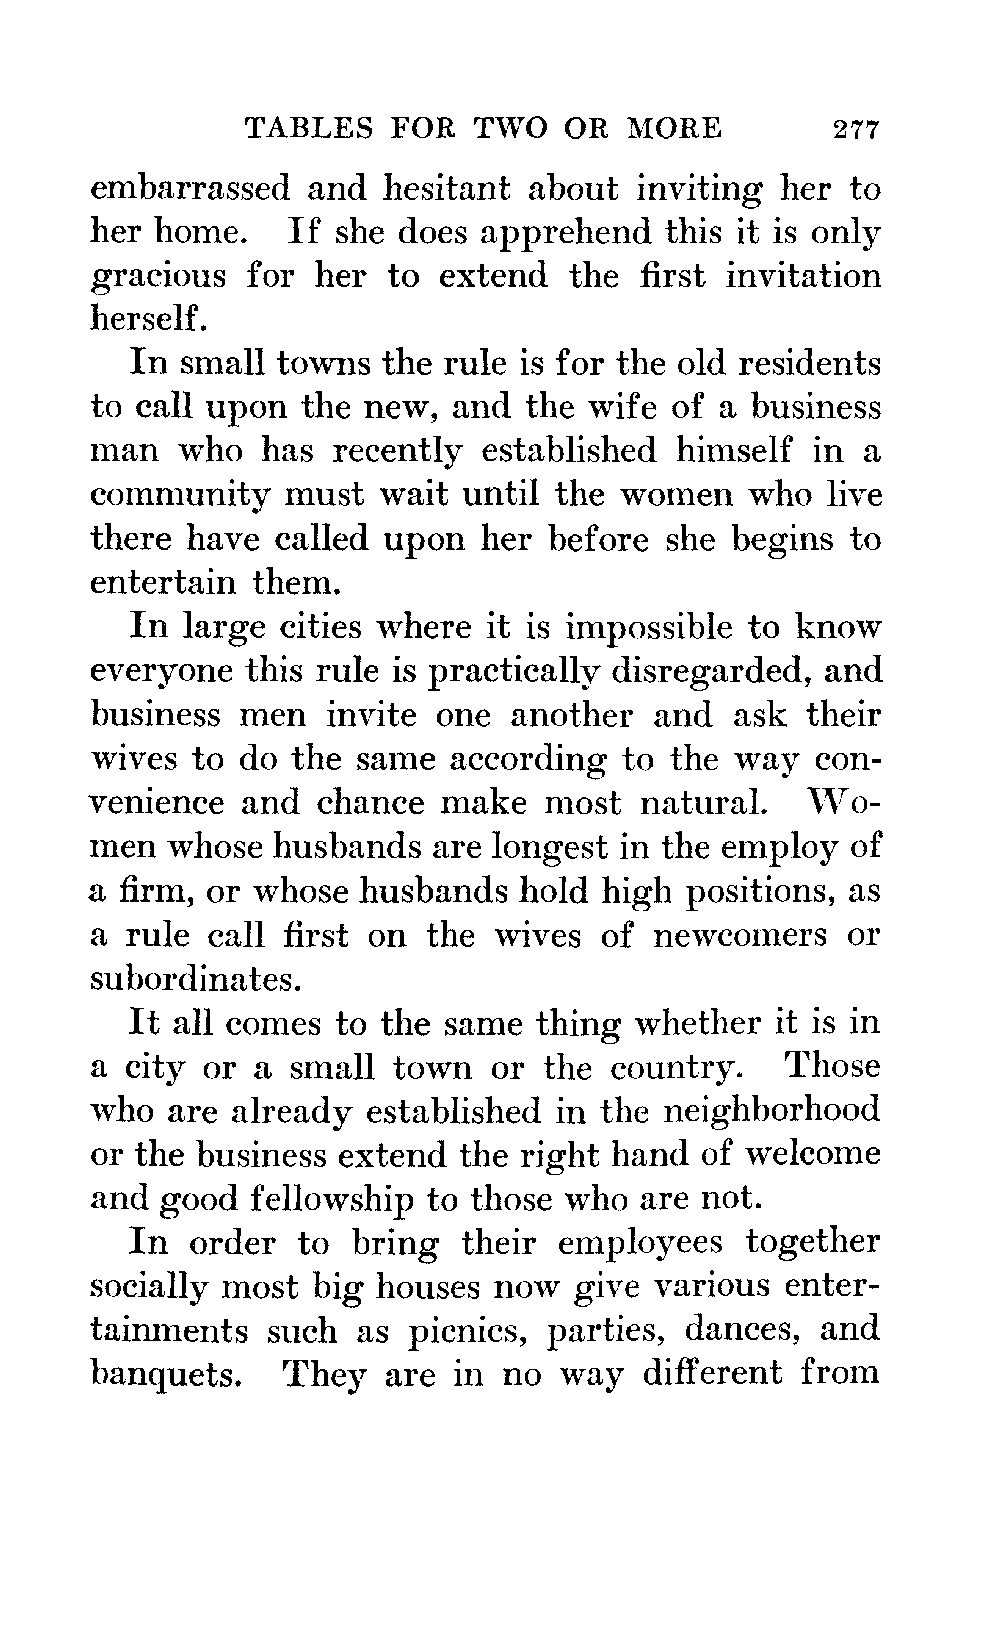 TABLES FOR TWO OR MORE 277
embarrassed and hesitant about inviting her to
her home. If she does apprehend this it is only
gracious for her to extend the first invitation
herself.
In small towns the rule is for the old residents
to call upon the new, and the wife of a business
man who has recently established himself in a
community must wait until the women who live
there have called upon her before she begins to
entertain them.
In large cities where it is impossible to know
everyone this rule is practically disregarded, and
business men invite one another and ask their
wives to do the same according to the way con-
venience and chance make most natural. Wo-
men whose husbands are longest in the employ of
a firm, or whose husbands hold high positions, as
a rule call first on the wives of newcomers or
subordinates.
It all comes to the same thing whether it is in
a city or a small town or the country. Those
who are already established in the neighborhood
or the business extend the right hand of welcome
and good fellowship to those who are not.
In order to bring their employees together
socially most big houses now give various enter-
tainments such as picnics, parties, dances, and
banquets. They are in no way different from